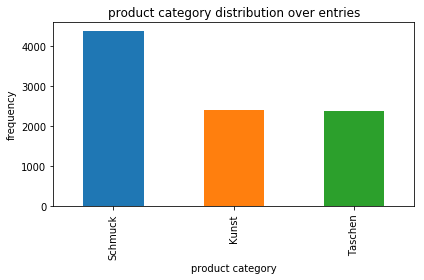 product category distribution over entries
frequency
4000
3000
2000
1000
0
Schmuck
Kunst
Taschen
product category